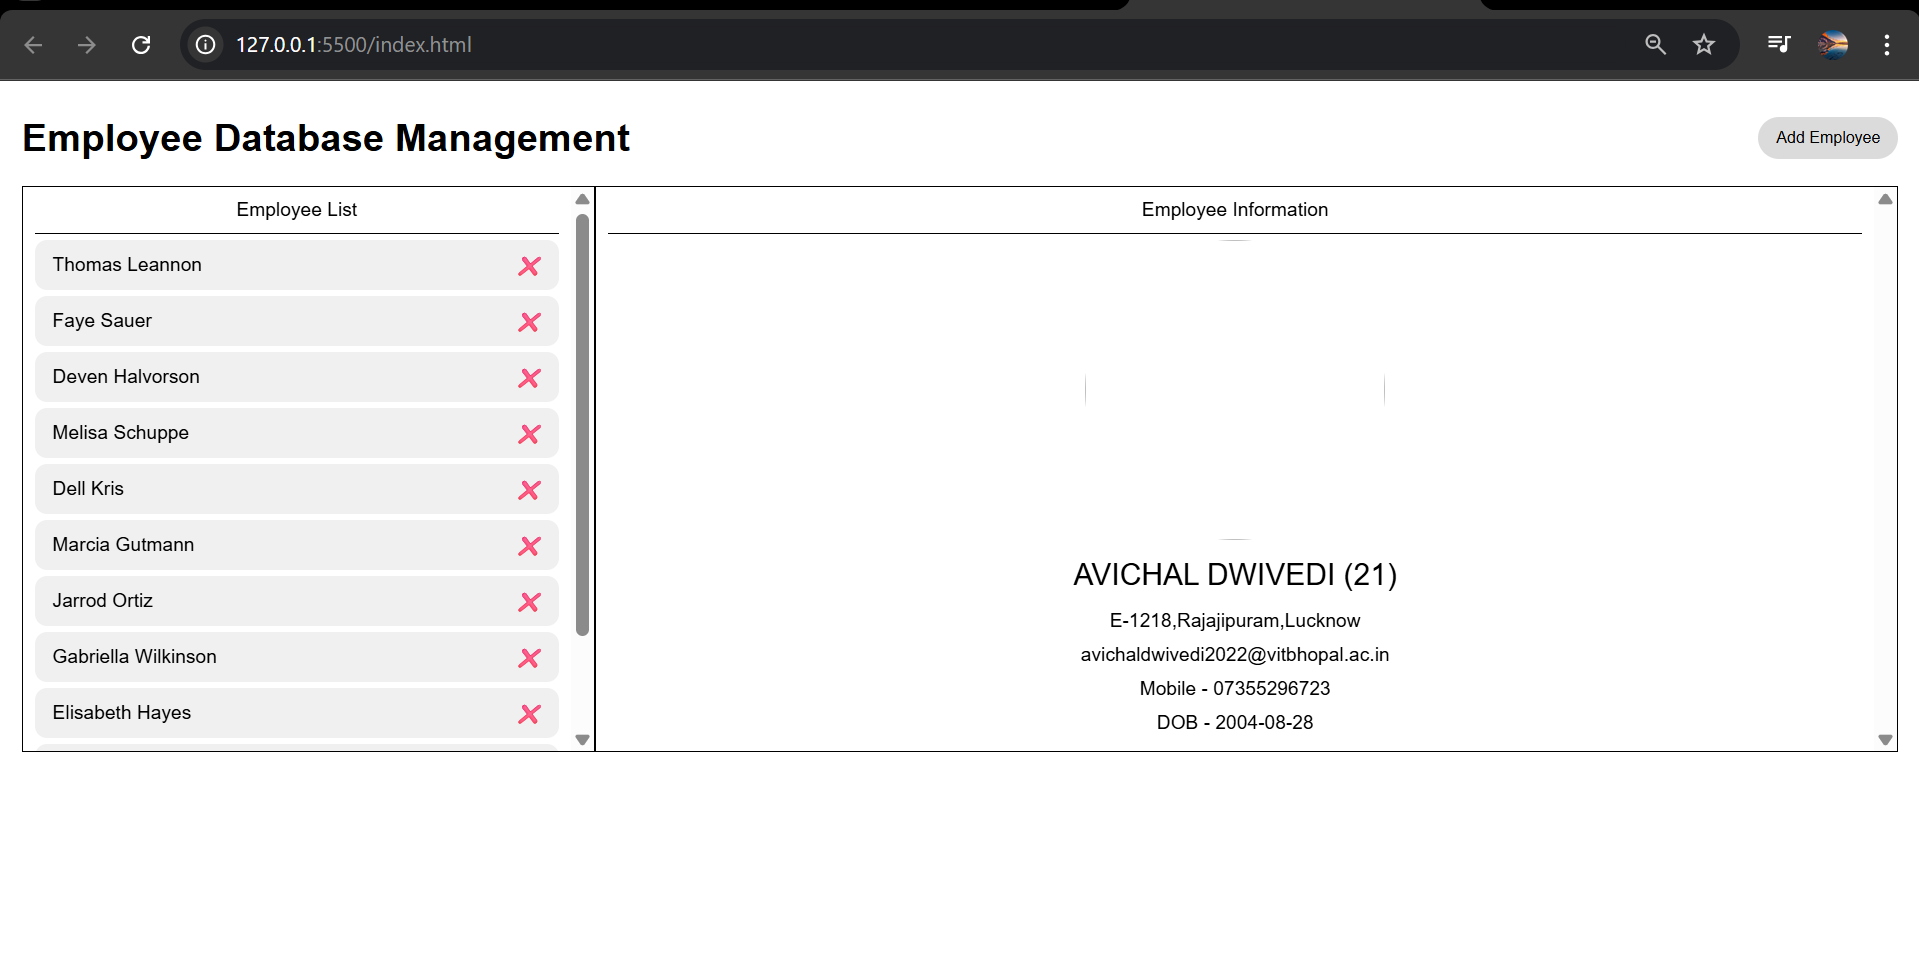 127.0.0.1:5500/index.html
Employee Database Management
Add Employee
Employee List
Thomas Leannon
Faye Sauer
Deven Halvorson
Melisa Schuppe
Dell Kris
Marcia Gutmann
Jarrod Ortiz
Gabriella Wilkinson
Elisabeth Hayes
Employee Information
AVICHAL DWIVEDI (21)
E-1218,Rajajipuram,Lucknow
avichaldwivedi2022@vitbhopal.ac.in
Mobile - 07355296723
DOB - 2004-08-28